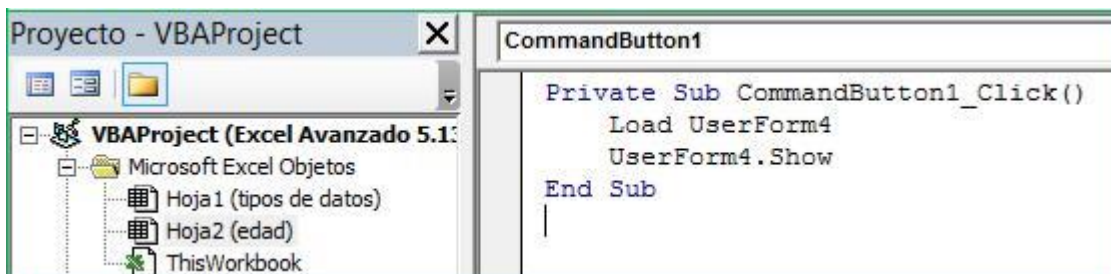 Proyecto - VBAProject
VBAProject (Excel Avanzado 5.13
Microsoft Excel Objetos
Hoja1 (tipos de datos)
Hoja2 (edad)
ThisWorkbook
CommandButton1
Private Sub CommandButton1_Click()
Load UserForm4
UserForm4.Show
End Sub